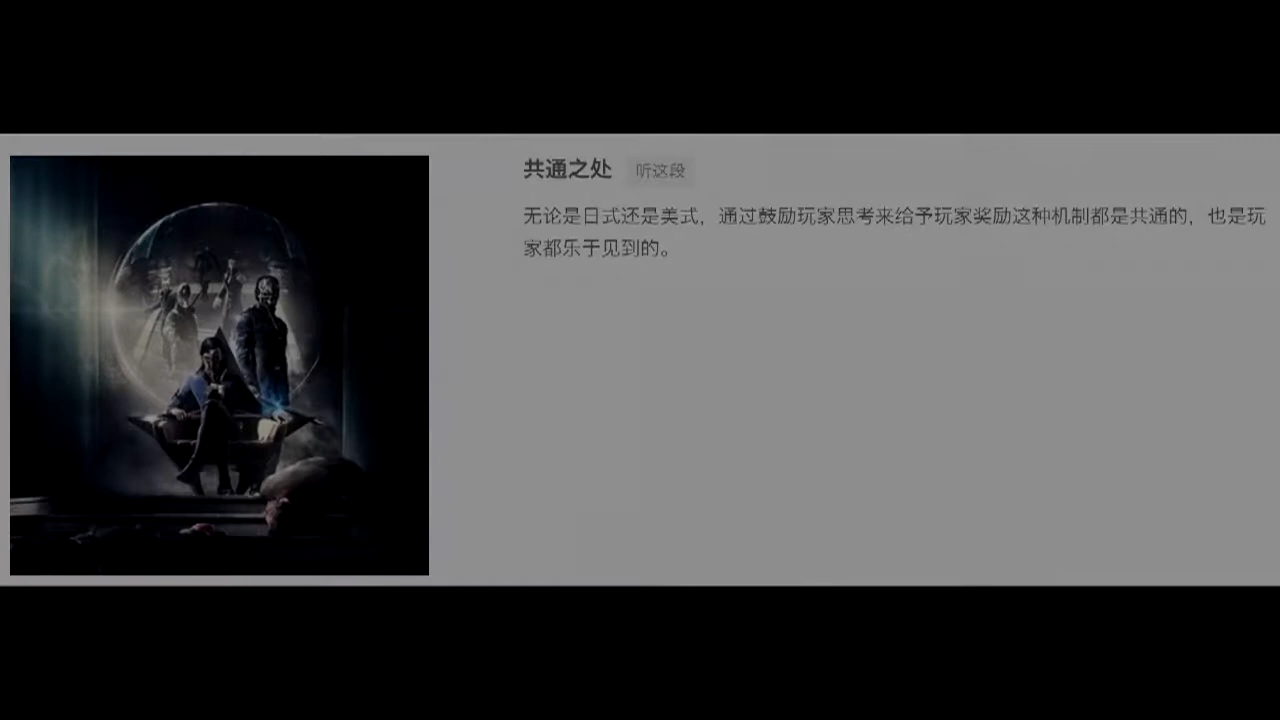 共通之处 听这段
无论是日式还是美式，通过鼓励玩家思考来给予玩家奖励这种机制都是共通的，也是玩
家都乐于见到的。